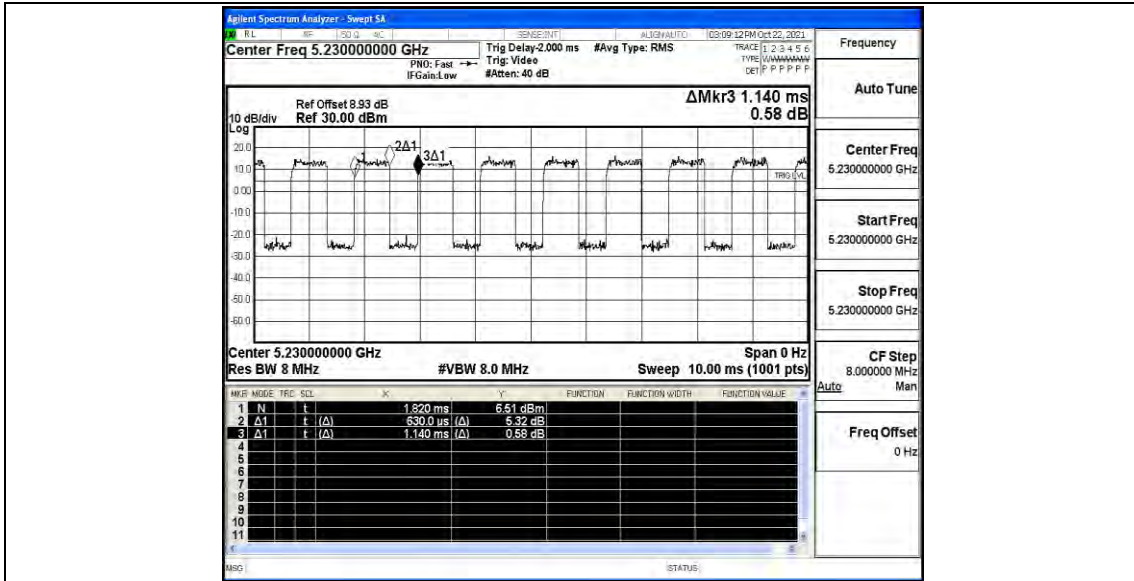 Agilent Spectrum Analyzer - Swept SA
RL RF 50 Ω AC SENSE:INT ALIGNAUTO 03:09:12 PM Oct 22, 2021
Center Freq 5.230000000 GHz
Trig Delay-2.000 ms #Avg Type: RMS
TRACE 1 2 3 4 5 6
PNO: Fast
Trig: Video
TYPE WWWWWW
IFGain:Low
#Atten: 40 dB
DET P P P P P P
Frequency
ΔMkr3 1.140 ms
0.58 dB
Ref Offset 8.93 dB
10 dB/div Ref 30.00 dBm
Log
20.0
10.0
0.00
-10.0
-20.0
-30.0
-40.0
-50.0
-60.0
2Δ1
3Δ1
TRIG LVL
Center 5.230000000 GHz Span 0 Hz
Res BW 8 MHz #VBW 8.0 MHz Sweep 10.00 ms (1001 pts)
MKR MODE TRC SCL X Y FUNCTION FUNCTION WIDTH FUNCTION VALUE
1 N t 1.820 ms 6.51 dBm
2 Δ1 t (Δ) 630.0 us (Δ) 5.32 dB
3 Δ1 t (Δ) 1.140 ms (Δ) 0.58 dB
4
5
6
7
8
9
10
11
MSG STATUS
Auto Tune
Center Freq
5.230000000 GHz
Start Freq
5.230000000 GHz
Stop Freq
5.230000000 GHz
CF Step
8.000000 MHz
Auto Man
Freq Offset
0 Hz